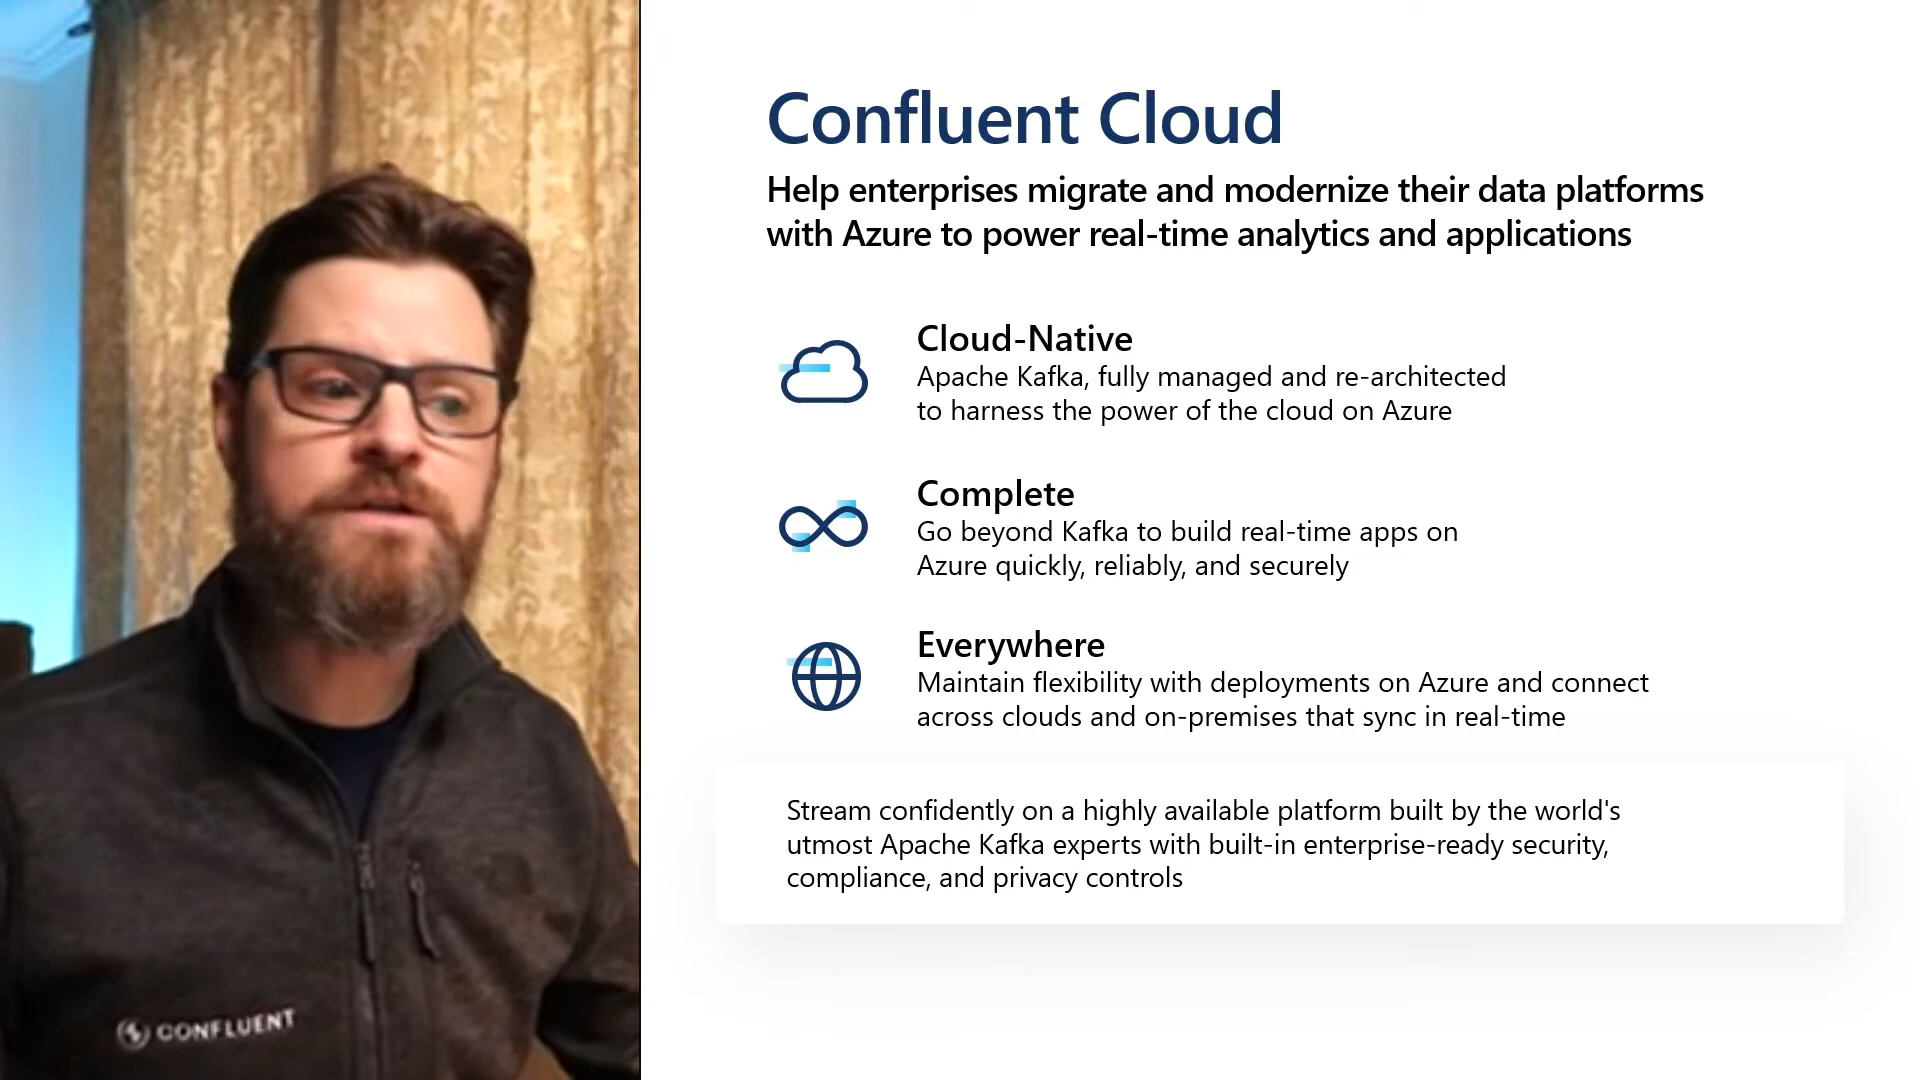 Confluent Cloud
Help enterprises migrate and modernize their data platforms
with Azure to power real-time analytics and applications
Cloud-Native
Apache Kafka, fully managed and re-architected
to harness the power of the cloud on Azure
Complete
Go beyond Kafka to build real-time apps on
Azure quickly, reliably, and securely
Everywhere
Maintain flexibility with deployments on Azure and connect
across clouds and on-premises that sync in real-time
Stream confidently on a highly available platform built by the world's
utmost Apache Kafka experts with built-in enterprise-ready security,
compliance, and privacy controls
CONFLUENT